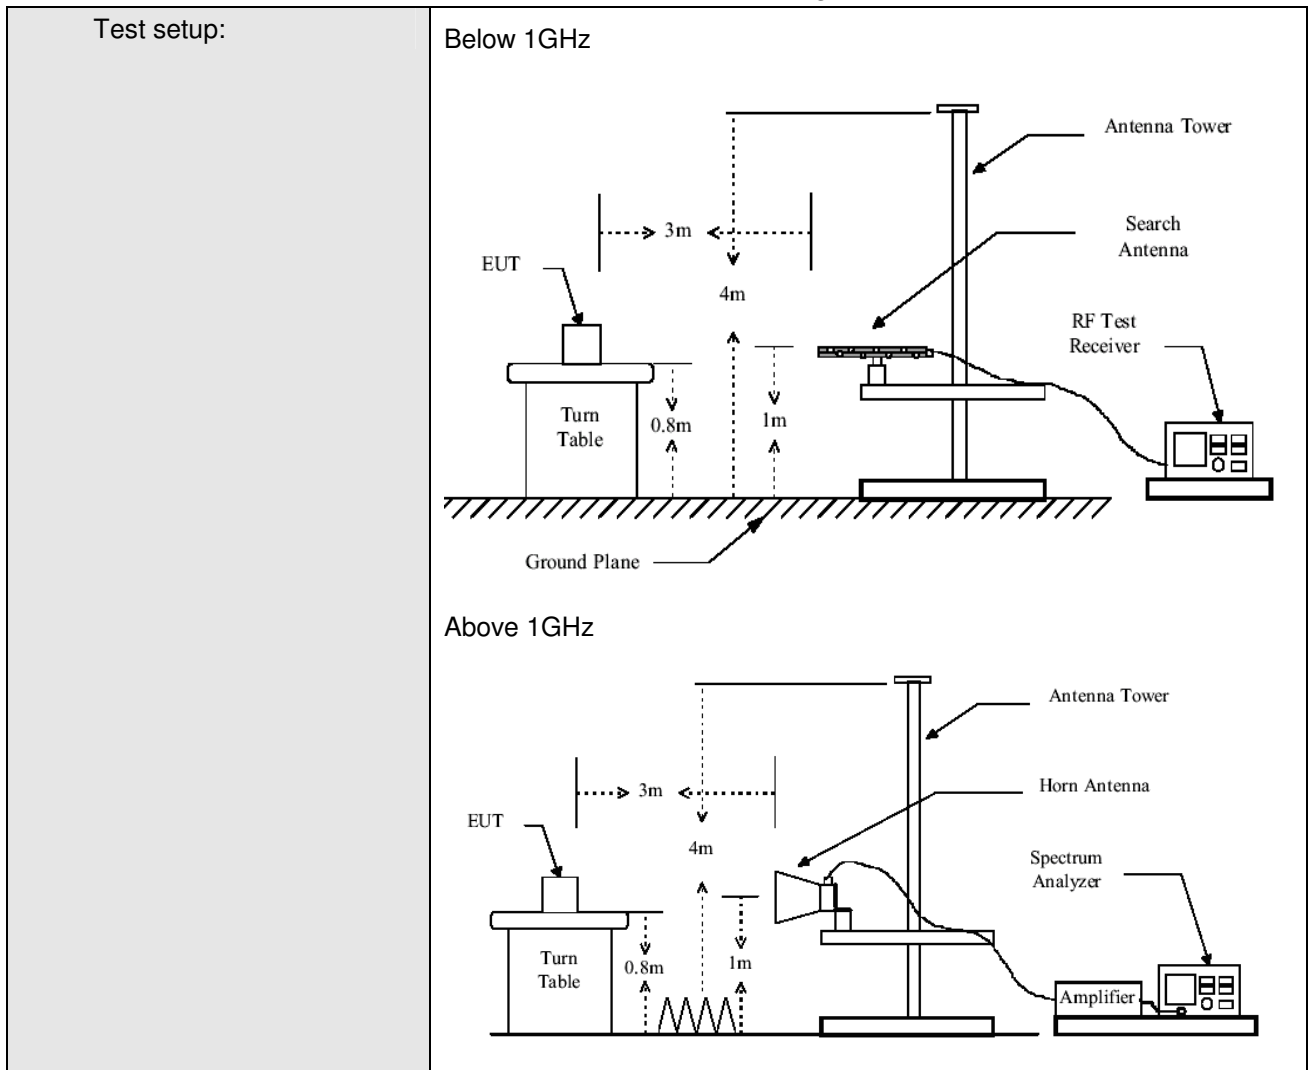 Test setup:
Below 1GHz
Antenna Tower
3m
Search
Antenna
EUT
4m
RF Test
Receiver
Turn
Table
0.8m
1m
Ground Plane
Above 1GHz
Antenna Tower
3m
Horn Antenna
EUT
4m
Spectrum
Analyzer
Turn
Table
0.8m
1m
Amplifier